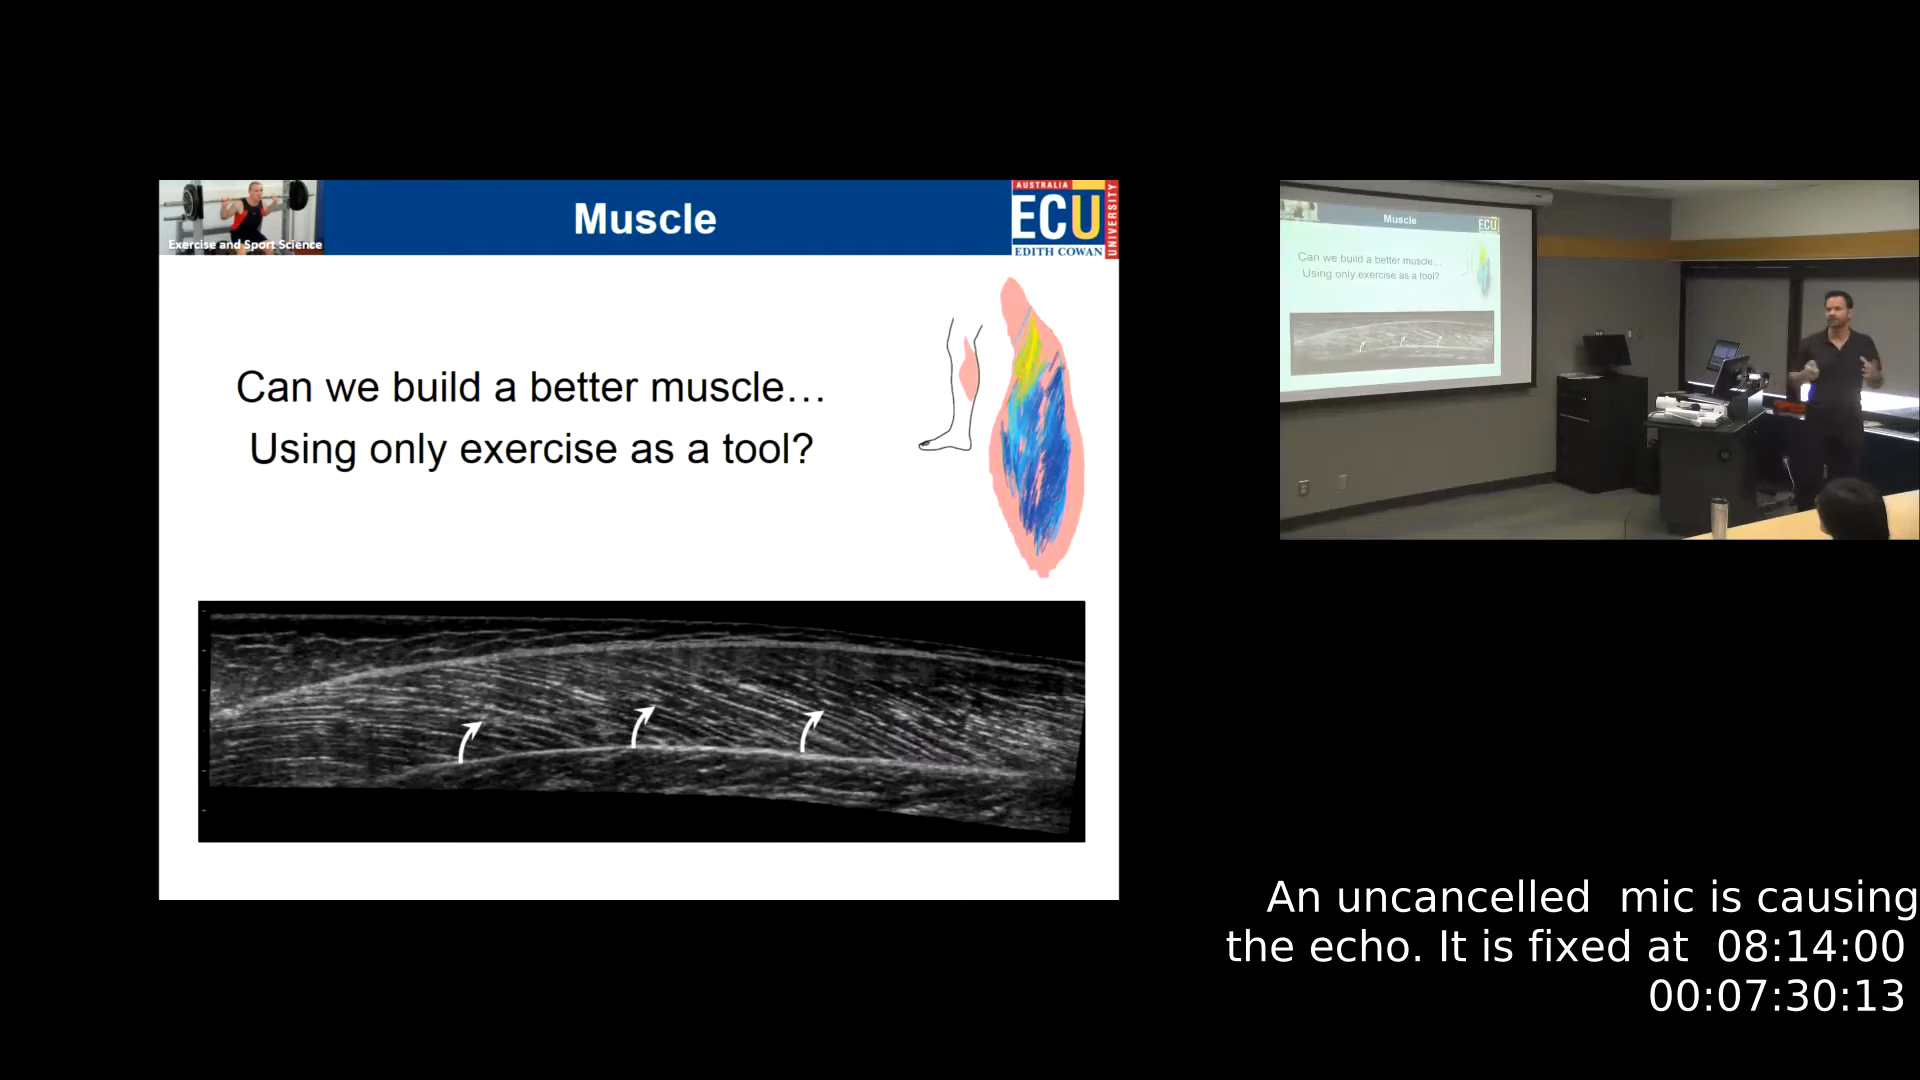 Exercise and Sport Science
Muscle
AUSTRALIA
ECU
EDITH COWAN
UNIVERSITY
Can we build a better muscle…
Using only exercise as a tool?
Muscle
ECU
Can we build a better muscle…
Using only exercise as a tool?
An uncancelled  mic is causing
the echo. It is fixed at  08:14:00
00:07:30:13